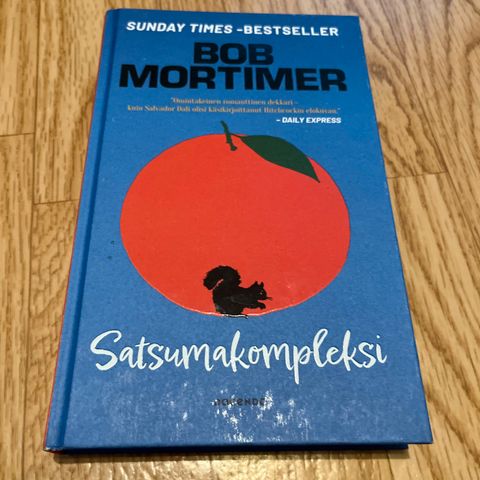 SUNDAY TIMES -BESTSELLER
BOB
MORTIMER
"Omintakeinen romanttinen dekkari –
kuin Salvador Dalí olisi käsikirjoittanut Hitchcockin elokuvan."
– DAILY EXPRESS
Satsumakompleksi